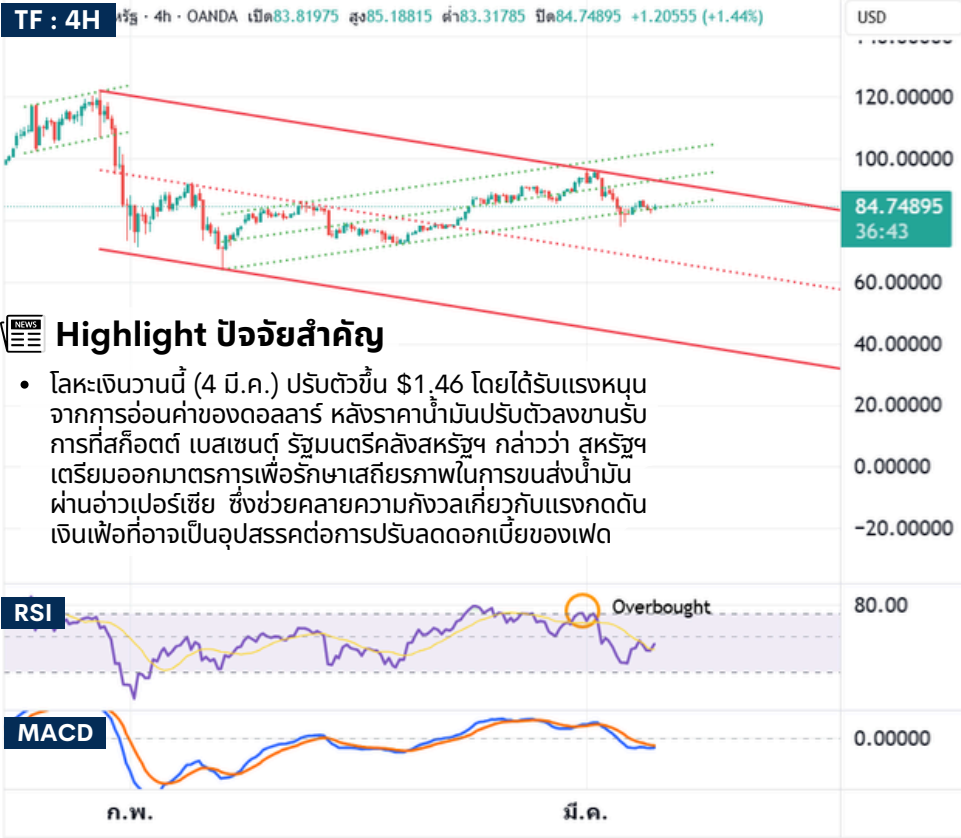 TF : 4H
หรัฐ · 4h · OANDA เปิด83.81975 สูง85.18815 ต่ำ83.31785 ปิด84.74895 +1.20555 (+1.44%)
USD
120.00000
100.00000
84.74895
36:43
60.00000
40.00000
20.00000
0.00000
−20.00000
NEWS
Highlight ปัจจัยสำคัญ
• โลหะเงินวานนี้ (4 มี.ค.) ปรับตัวขึ้น $1.46 โดยได้รับแรงหนุน
จากการอ่อนค่าของดอลลาร์ หลังราคาน้ำมันปรับตัวลงขานรับ
การที่สก็อตต์ เบสเซนต์ รัฐมนตรีคลังสหรัฐฯ กล่าวว่า สหรัฐฯ
เตรียมออกมาตรการเพื่อรักษาเสถียรภาพในการขนส่งน้ำมัน
ผ่านอ่าวเปอร์เซีย ซึ่งช่วยคลายความกังวลเกี่ยวกับแรงกดดัน
เงินเฟ้อที่อาจเป็นอุปสรรคต่อการปรับลดดอกเบี้ยของเฟด
RSI
Overbought
80.00
MACD
0.00000
ก.พ.
มี.ค.